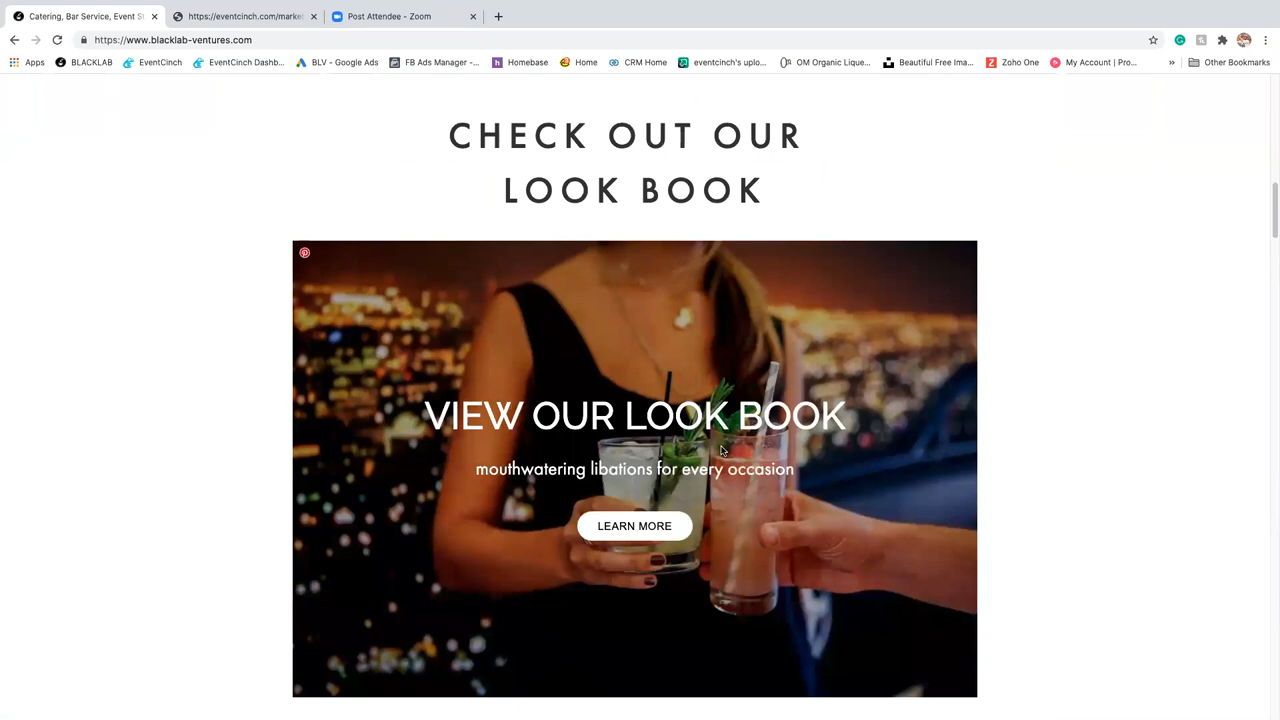 Catering, Bar Service, Event S
https://eventcinch.com/marke
Post Attendee - Zoom
https://www.blacklab-ventures.com
Apps
BLACKLAB
EventCinch
EventCinch Dashb...
BLV - Google Ads
FB Ads Manager -...
Homebase
Home
CRM Home
eventcinch's uplo...
OM Organic Lique...
Beautiful Free Ima...
Zoho One
My Account | Pro...
»
Other Bookmarks
CHECK OUT OUR
LOOK BOOK
VIEW OUR LOOK BOOK
mouthwatering libations for every occasion
LEARN MORE